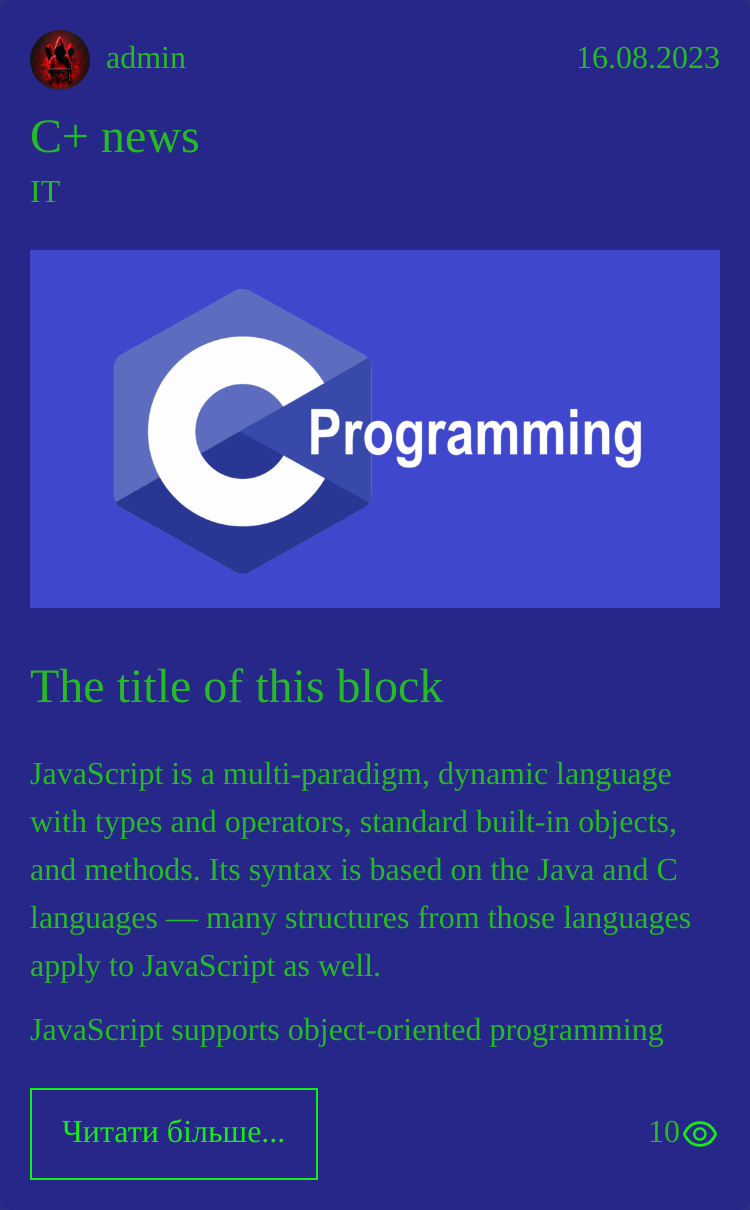 admin
16.08.2023
C+ news
IT
C Programming
The title of this block
JavaScript is a multi-paradigm, dynamic language
with types and operators, standard built-in objects,
and methods. Its syntax is based on the Java and C
languages — many structures from those languages
apply to JavaScript as well.
JavaScript supports object-oriented programming
Читати більше...
10